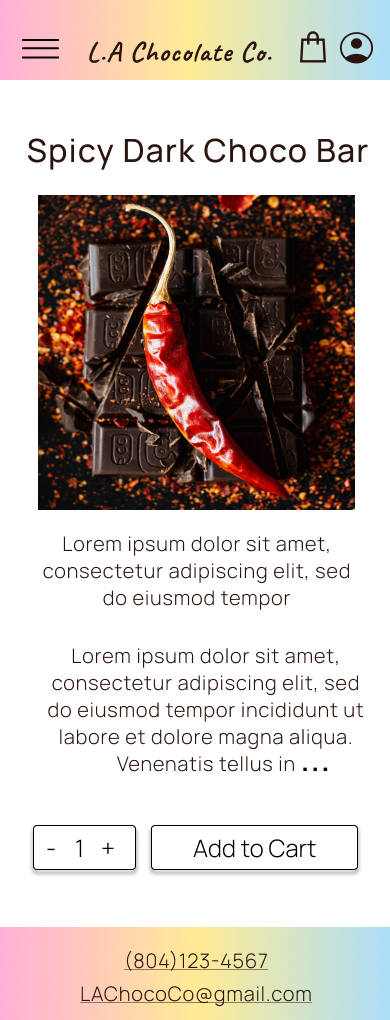 L.A Chocolate Co.
Spicy Dark Choco Bar
Lorem ipsum dolor sit amet,
consectetur adipiscing elit, sed
do eiusmod tempor
Lorem ipsum dolor sit amet,
consectetur adipiscing elit, sed
do eiusmod tempor incididunt ut
labore et dolore magna aliqua.
Venenatis tellus in ...
- 1 + Add to Cart
(804)123-4567
LAChocoCo@gmail.com